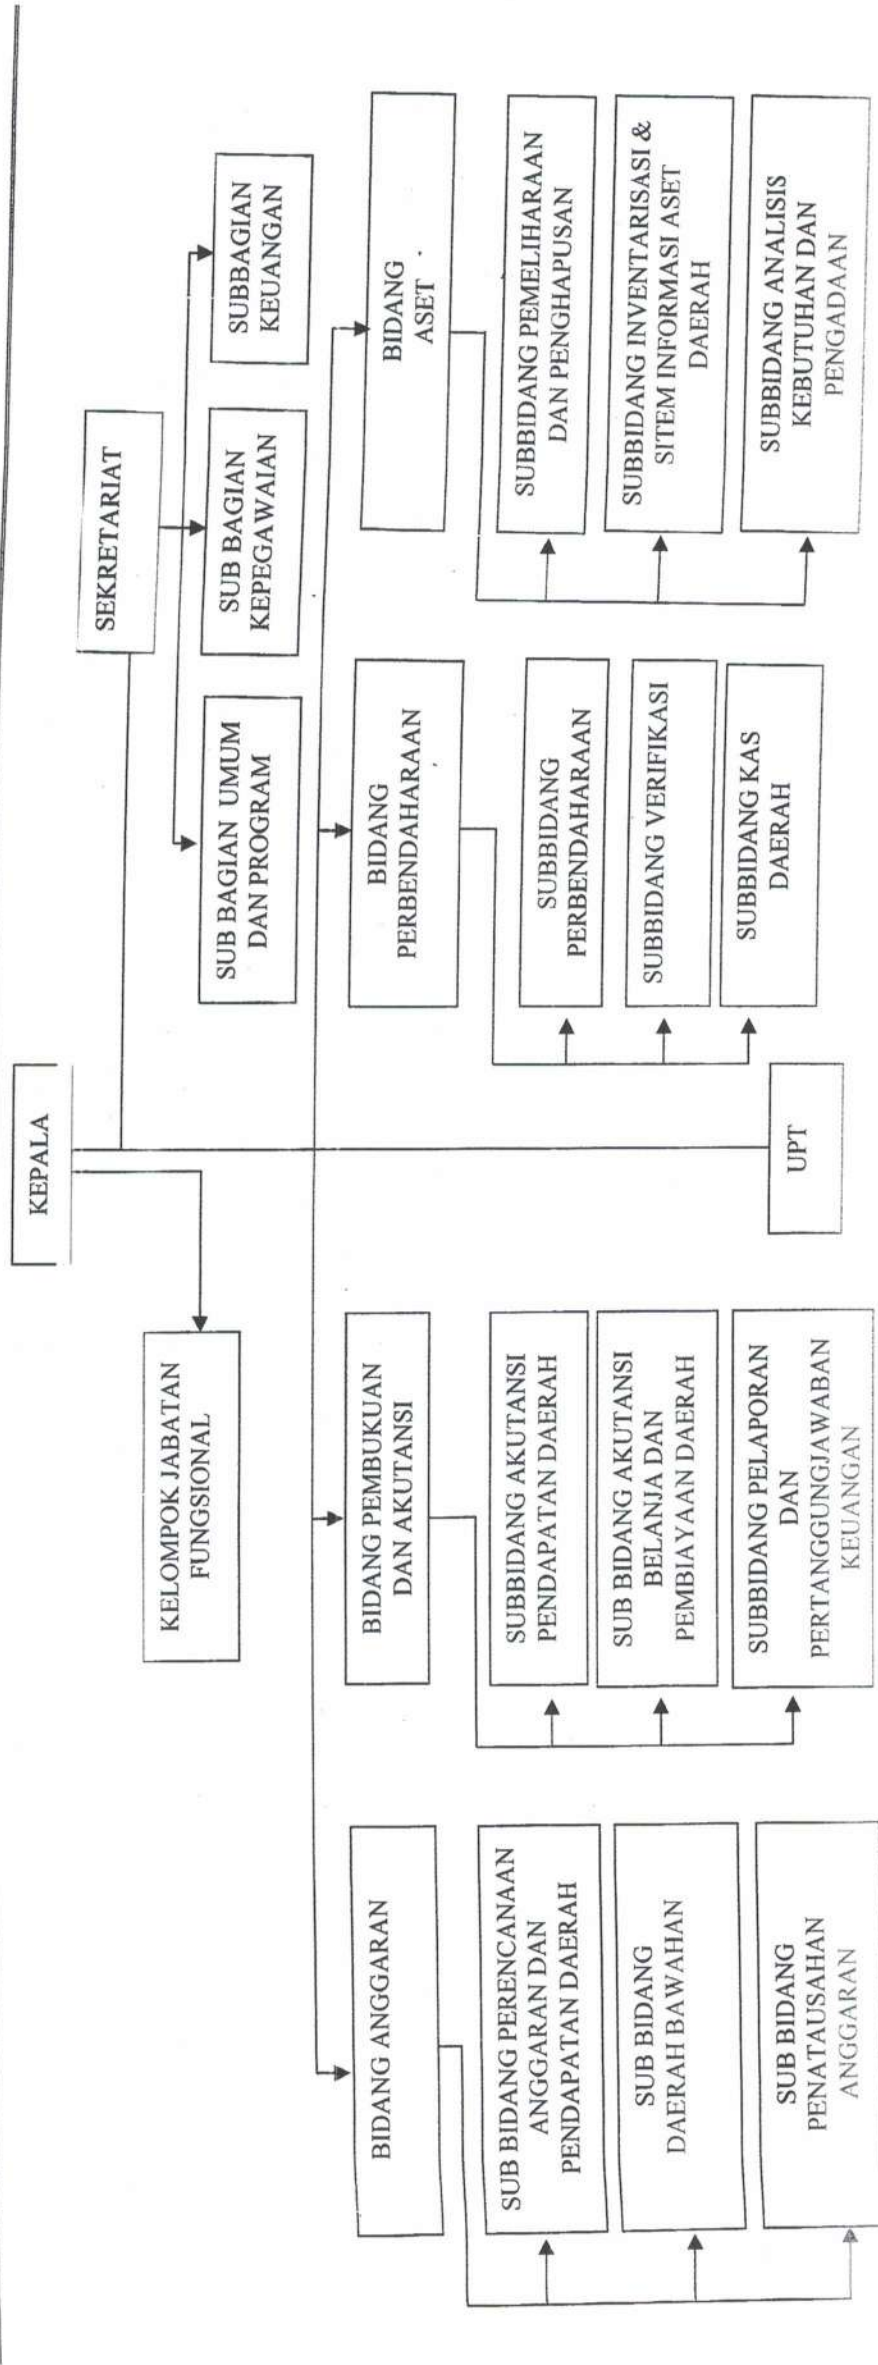 KEPALA
SEKRETARIAT
KELOMPOK JABATAN
FUNGSIONAL
SUB BAGIAN UMUM
DAN PROGRAM
SUB BAGIAN
KEPEGAWAIAN
SUBBAGIAN
KEUANGAN
BIDANG ANGGARAN
SUB BIDANG PERENCANAAN
ANGGARAN DAN
PENDAPATAN DAERAH
SUB BIDANG
DAERAH BAWAHAN
SUB BIDANG
PENATAUSAHAN
ANGGARAN
BIDANG PEMBUKUAN
DAN AKUTANSI
SUBBIDANG AKUTANSI
PENDAPATAN DAERAH
SUB BIDANG AKUTANSI
BELANJA DAN
PEMBIAYAAN DAERAH
SUBBIDANG PELAPORAN
DAN
PERTANGGUNGJAWABAN
KEUANGAN
BIDANG
PERBENDAHARAAN
SUBBIDANG
PERBENDAHARAAN
SUBBIDANG VERIFIKASI
SUBBIDANG KAS
DAERAH
BIDANG
ASET
SUBBIDANG PEMELIHARAAN
DAN PENGHAPUSAN
SUBBIDANG INVENTARISASI &
SITEM INFORMASI ASET
DAERAH
SUBBIDANG ANALISIS
KEBUTUHAN DAN
PENGADAAN
UPT